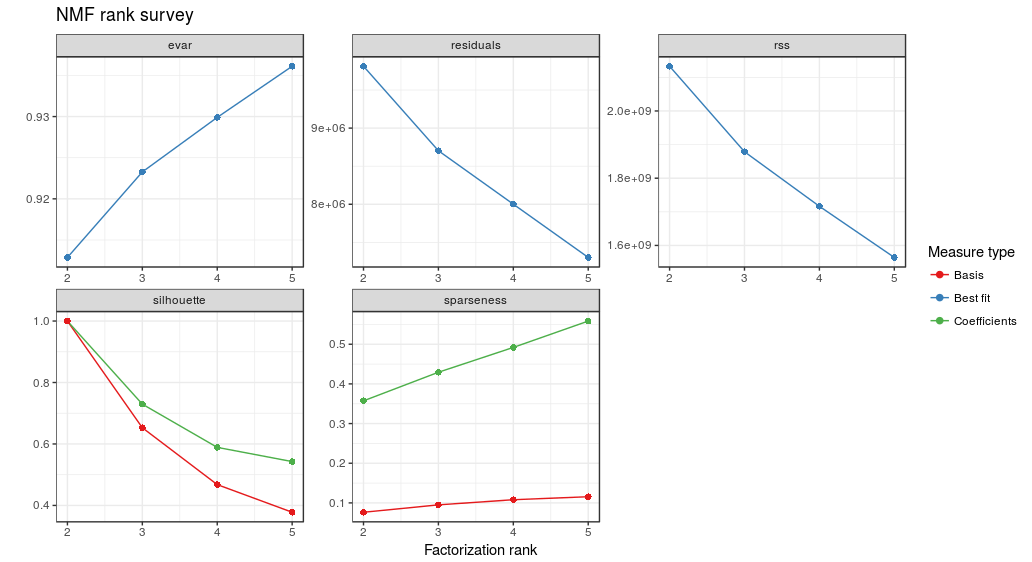 NMF rank survey
evar
residuals
rss
0.93
0.92
9e+06
8e+06
2.0e+09
1.8e+09
1.6e+09
2 3 4 5
2 3 4 5
2 3 4 5
silhouette
sparseness
1.0
0.8
0.6
0.4
0.5
0.4
0.3
0.2
0.1
2 3 4 5
2 3 4 5
Factorization rank
Measure type
Basis
Best fit
Coefficients